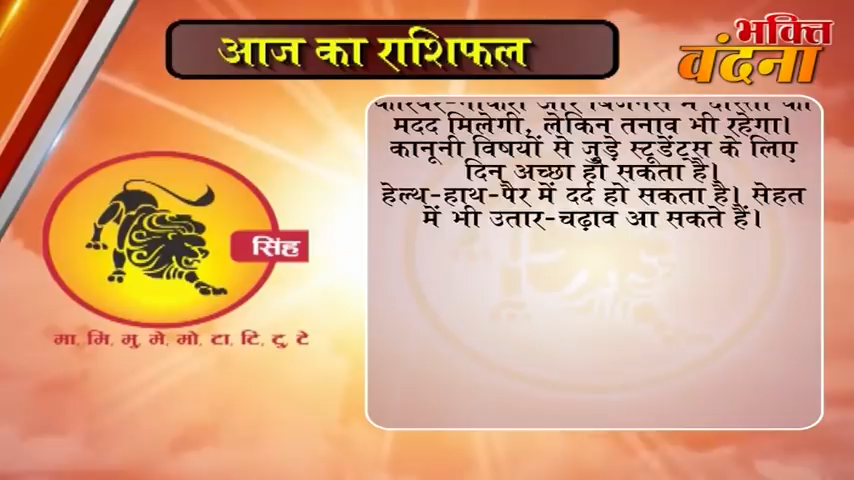 आज का राशिफल
भक्ति
वंदना
मदद मिलेगी, लेकिन तनाव भी रहेगा।
कानूनी विषयों से जुड़े स्टूडेंट्स के लिए
दिन अच्छा हो सकता है।
हेल्थ-हाथ-पैर में दर्द हो सकता है। सेहत
में भी उतार-चढ़ाव आ सकते हैं।
सिंह
मा, मि, मु, मे, मो, टा, टि, टु, टे